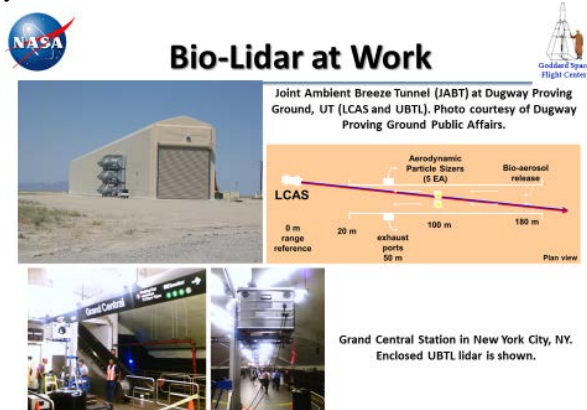 NASA
Bio-Lidar at Work
Goddard Space
Flight Center
Joint Ambient Breeze Tunnel (JABT) at Dugway Proving
Ground, UT (LCAS and UBTL). Photo courtesy of Dugway
Proving Ground Public Affairs.
Aerodynamic
Particle Sizers
(5 EA)
Bio-aerosol
release
LCAS
0 m
range
reference
20 m
exhaust
ports
50 m
100 m
180 m
Plan view
Grand Central
Grand Central Station in New York City, NY.
Enclosed UBTL lidar is shown.